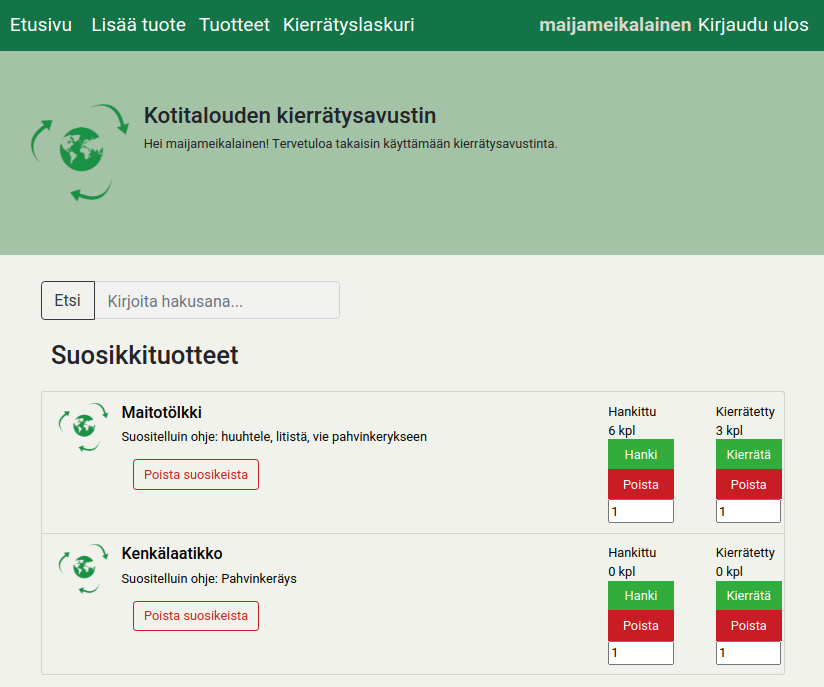 Etusivu Lisää tuote Tuotteet Kierrätyslaskuri maijameikalainen Kirjaudu ulos
Kotitalouden kierrätysavustin
Hei maijameikalainen! Tervetuloa takaisin käyttämään kierrätysavustinta.
Etsi Kirjoita hakusana...
Suosikkituotteet
Maitotölkki Hankittu Kierrätetty
Suositelluin ohje: huuhtele, litistä, vie pahvinkerykseen 6 kpl 3 kpl
Hanki Kierrätä
Poista suosikeista Poista Poista
1 1
Kenkälaatikko Hankittu Kierrätetty
Suositelluin ohje: Pahvinkeräys 0 kpl 0 kpl
Hanki Kierrätä
Poista suosikeista Poista Poista
1 1